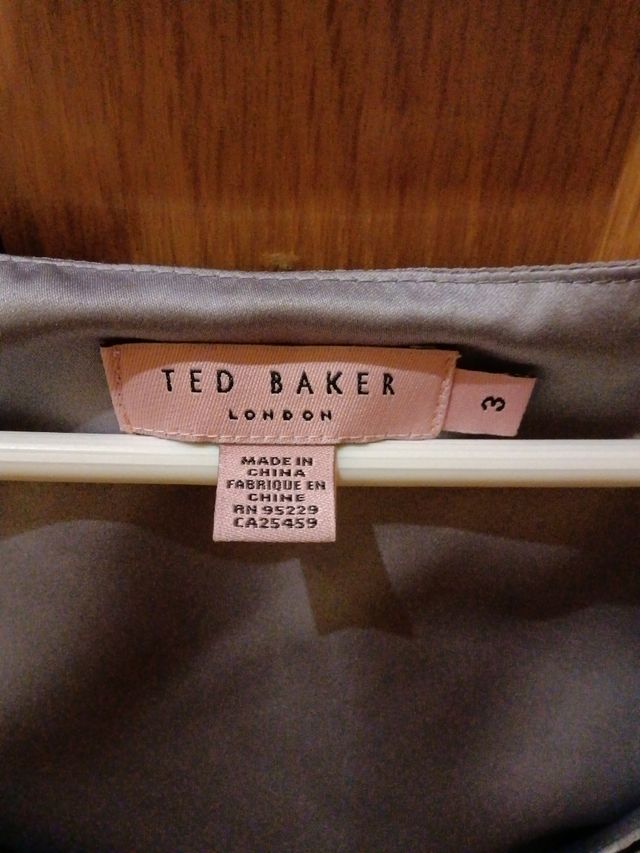 TED BAKER
LONDON
3
MADE IN
CHINA
FABRIQUE EN
CHINE
RN 95229
CA25459